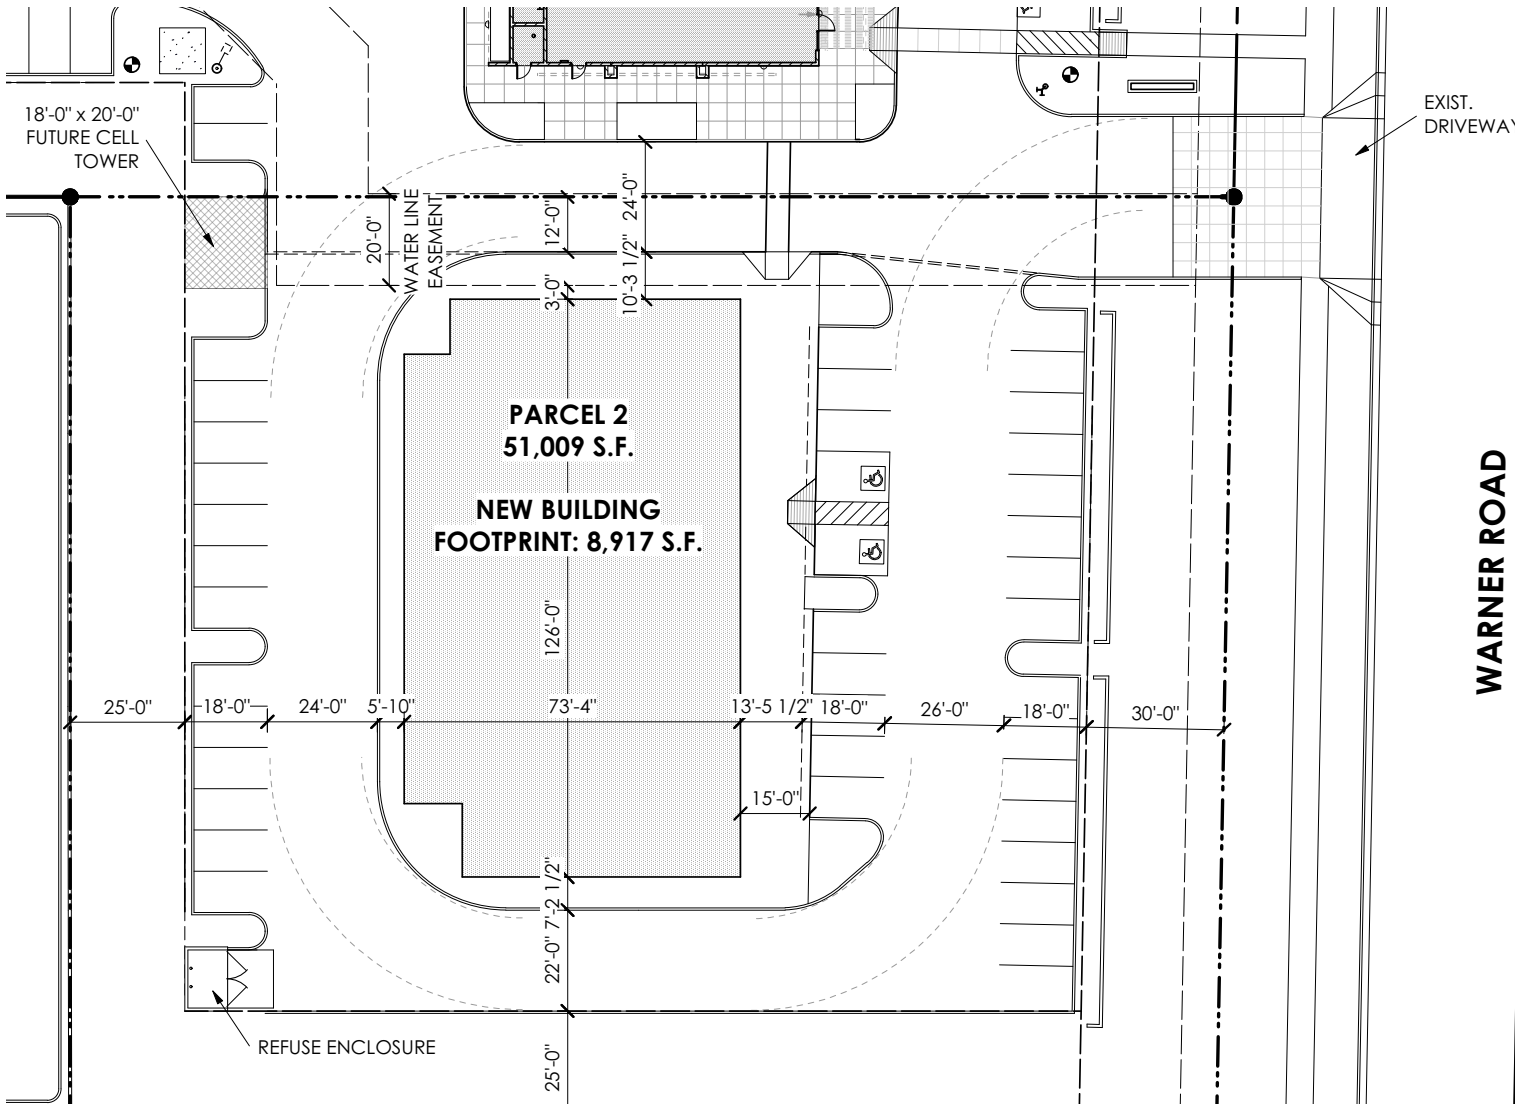 18'-0" x 20'-0"
FUTURE CELL
TOWER
EXIST.
DRIVEWAY
20'-0"
WATER LINE
EASEMENT
12'-0"
24'-0"
3'-0"
10'-3 1/2"
PARCEL 2
51,009 S.F.
NEW BUILDING
FOOTPRINT: 8,917 S.F.
126'-0"
WARNER ROAD
25'-0"
18'-0"
24'-0"
5'-10"
73'-4"
13'-5 1/2"
18'-0"
26'-0"
18'-0"
30'-0"
15'-0"
7'-2 1/2"
22'-0"
REFUSE ENCLOSURE
25'-0"